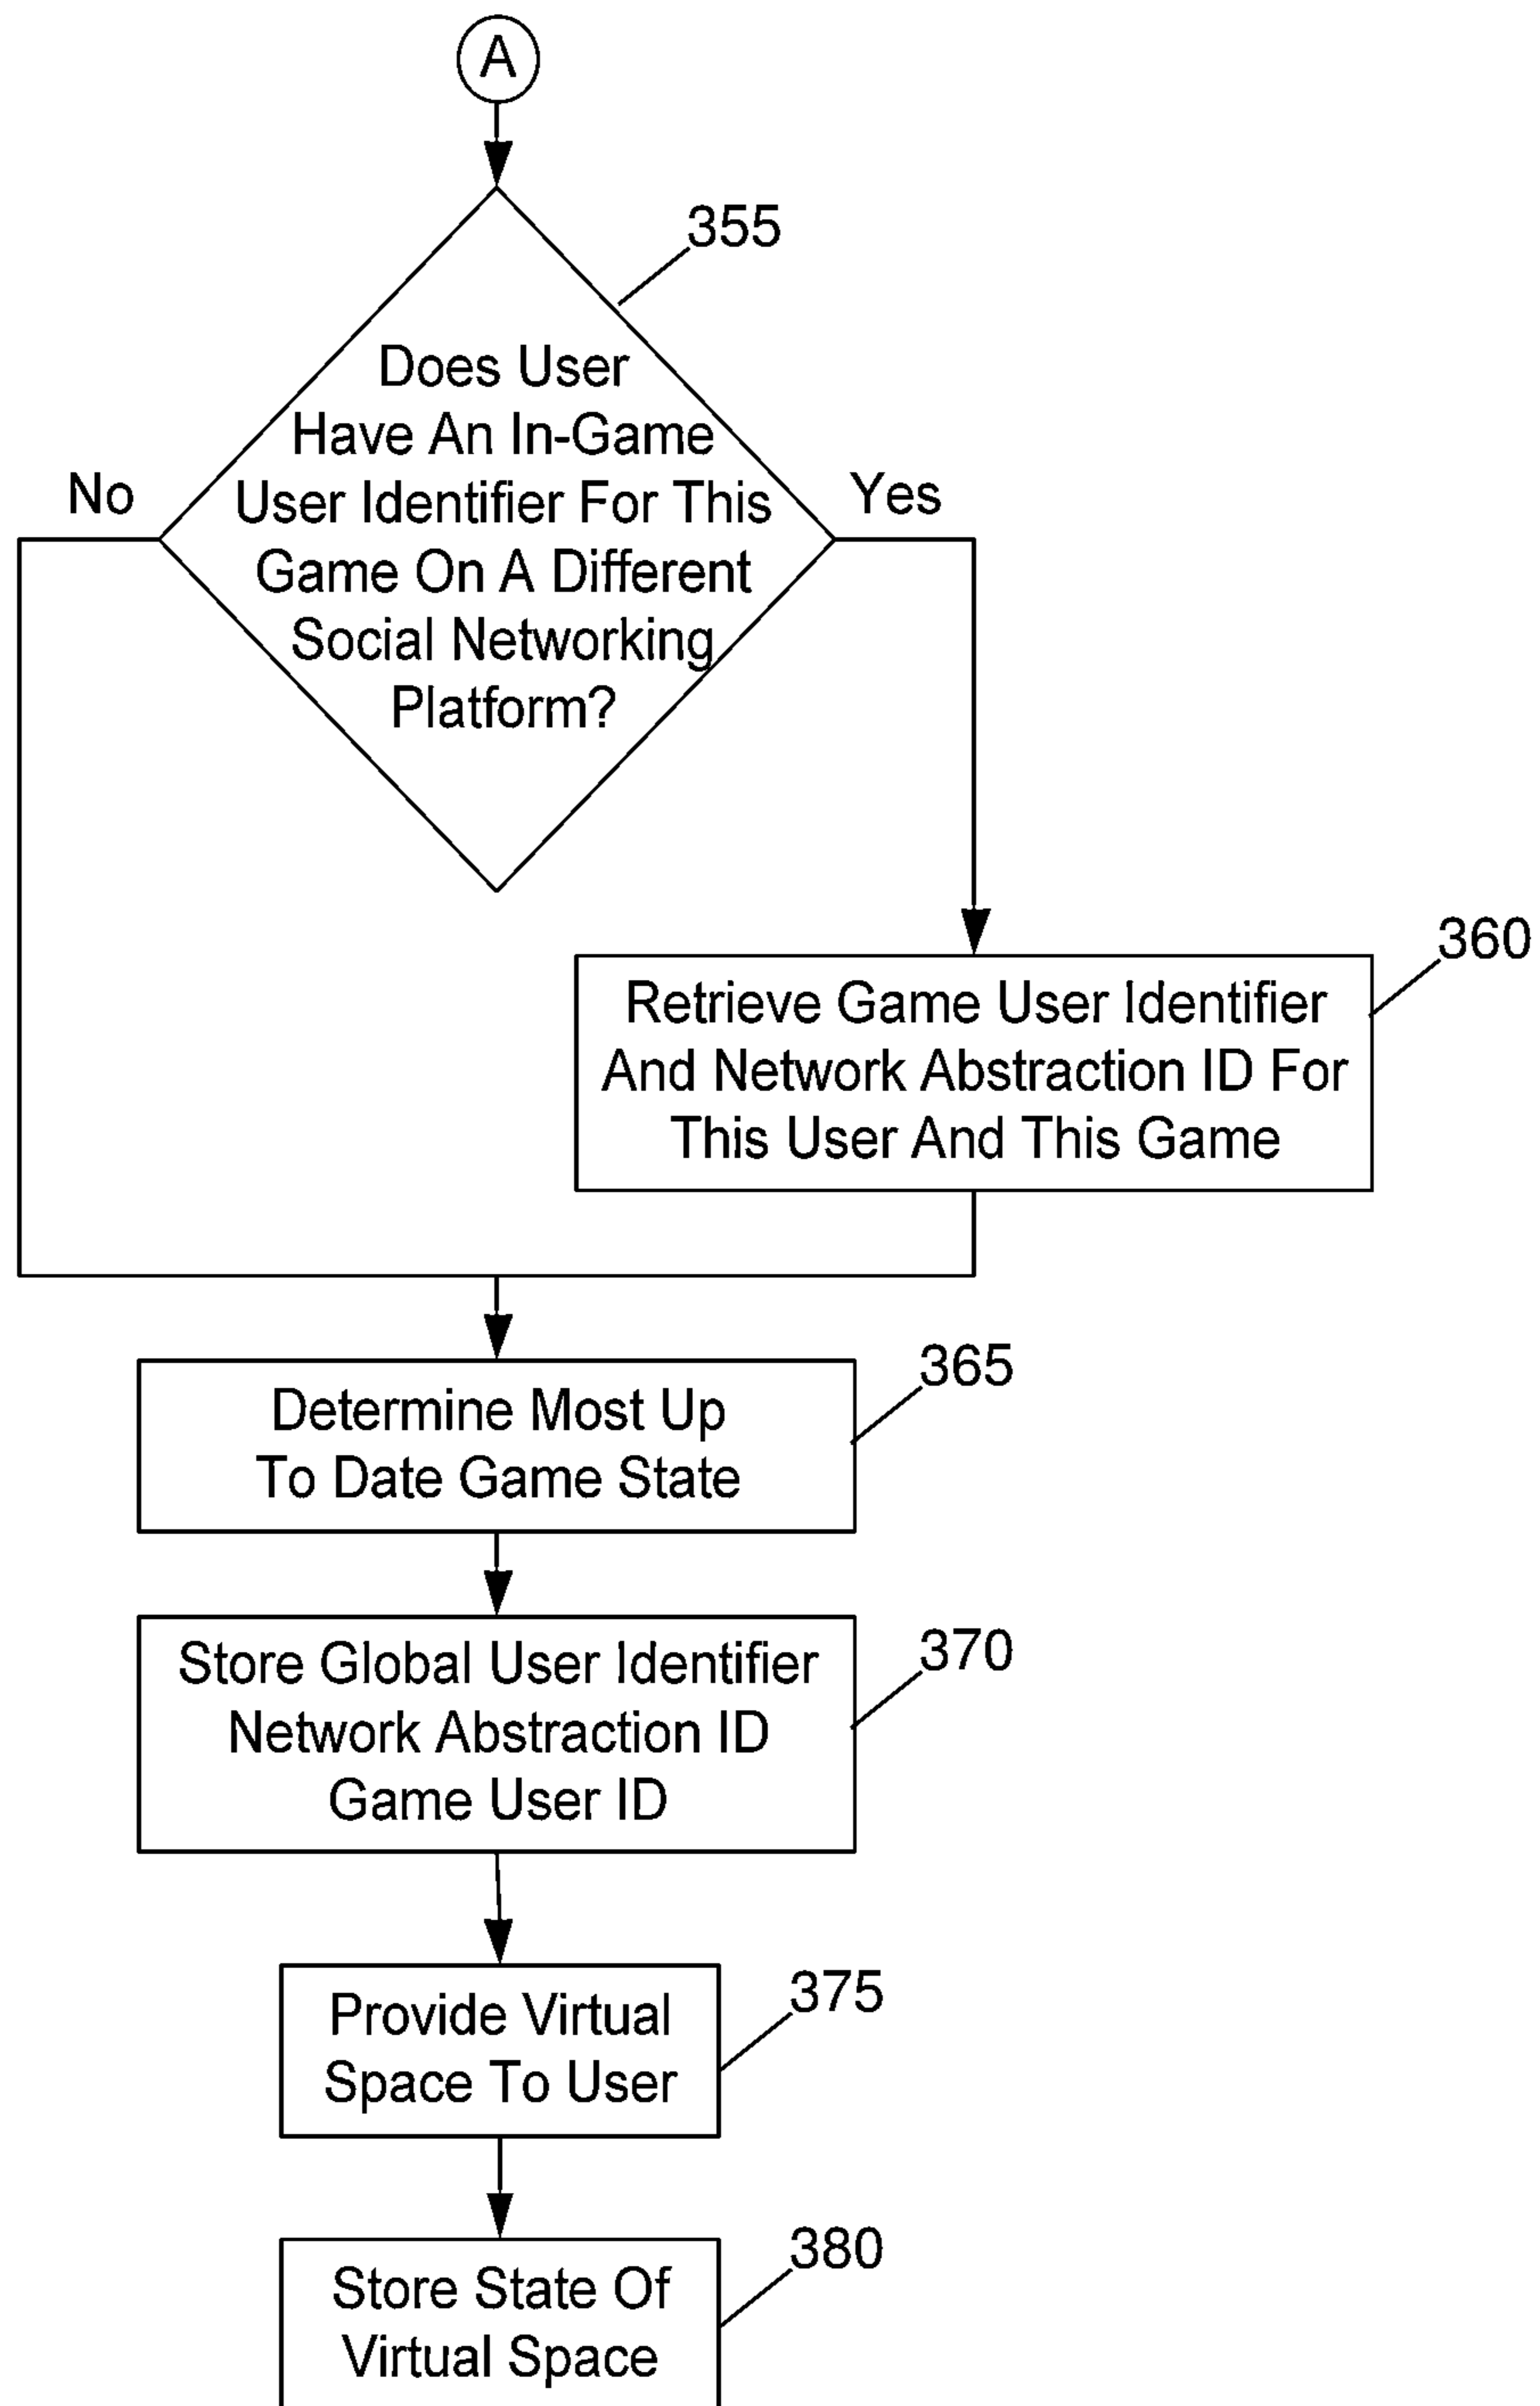 A
355
Does User
Have An In-Game
User Identifier For This
Game On A Different
Social Networking
Platform?
No
Yes
360
Retrieve Game User Identifier
And Network Abstraction ID For
This User And This Game
365
Determine Most Up
To Date Game State
370
Store Global User Identifier
Network Abstraction ID
Game User ID
375
Provide Virtual
Space To User
380
Store State Of
Virtual Space